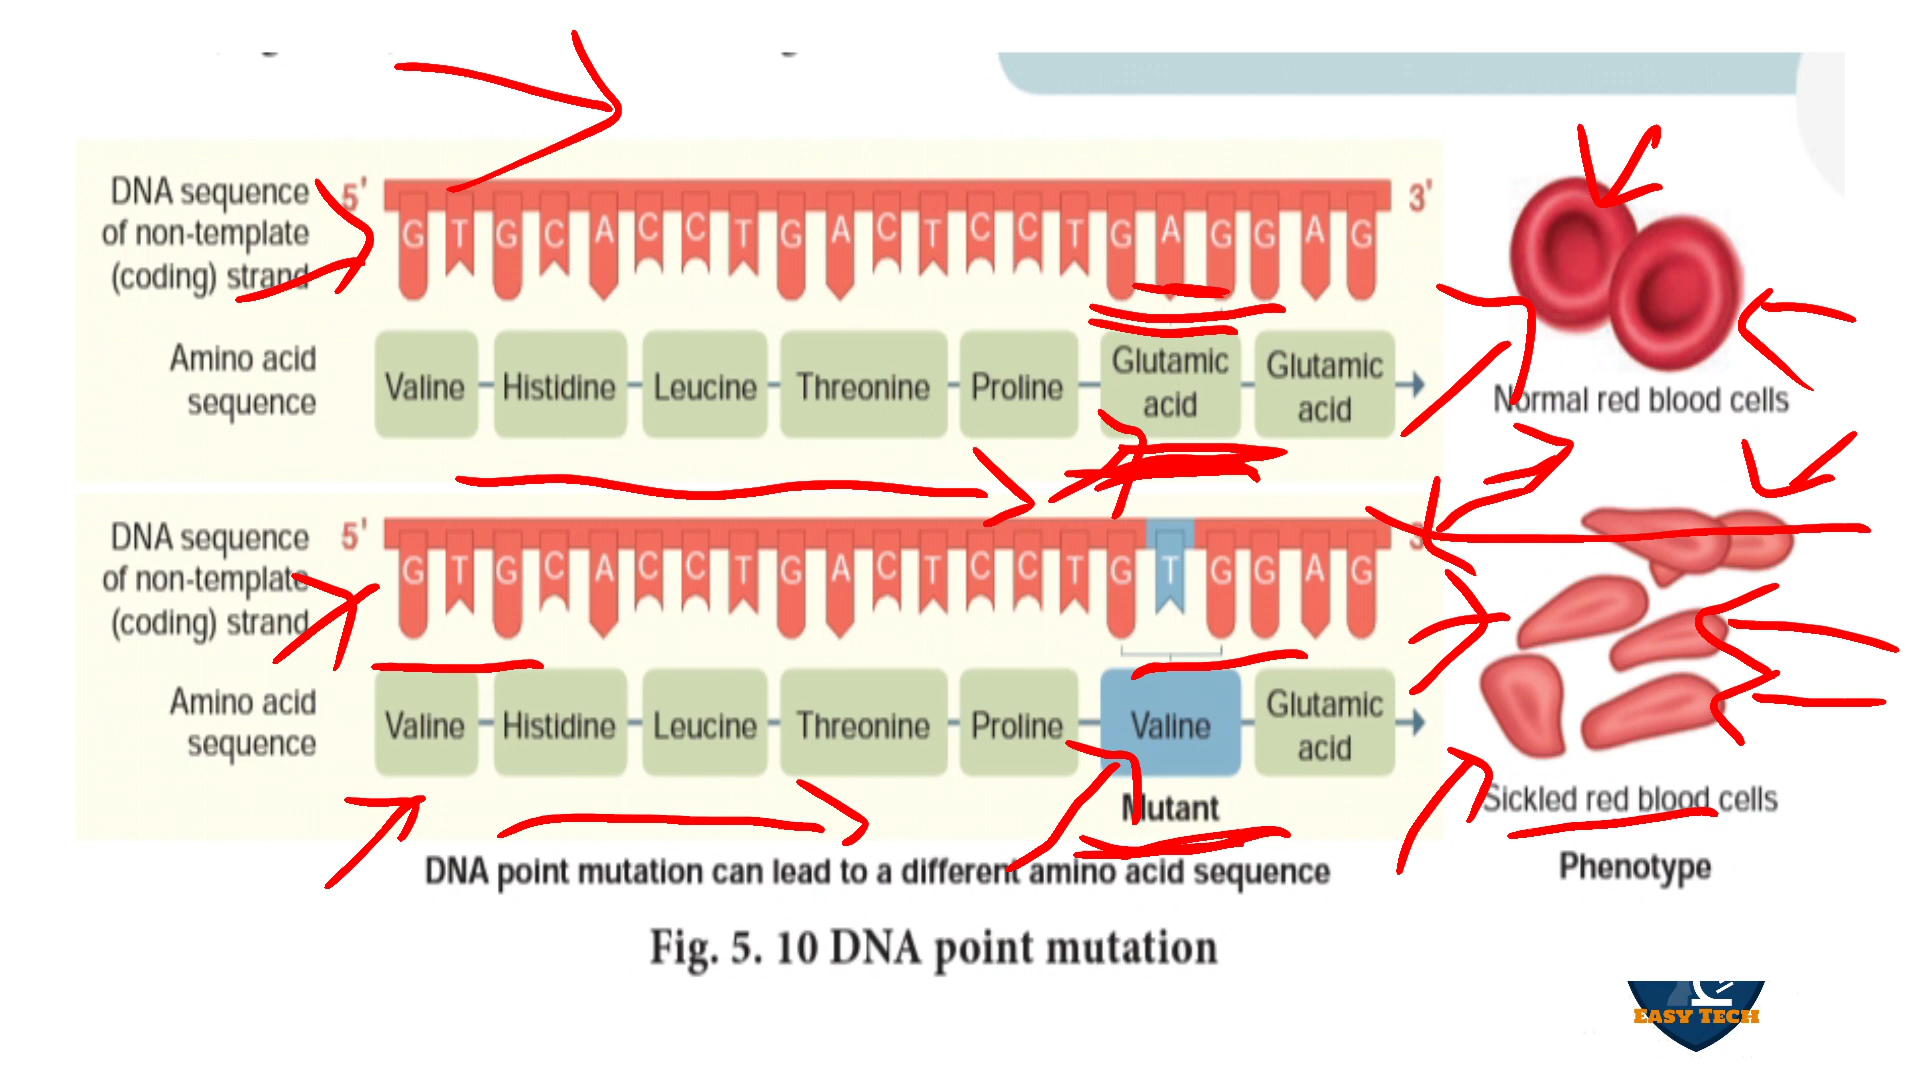 DNA sequence
of non-template
(coding) strand
5' G T G C A C C T G A C T C C T G A G G A G 3'
Amino acid
sequence
Valine Histidine Leucine Threonine Proline Glutamic acid Glutamic acid
Normal red blood cells
DNA sequence
of non-template
(coding) strand
5' G T G C A C C T G A C T C C T G T G G A G 3'
Amino acid
sequence
Valine Histidine Leucine Threonine Proline Valine Glutamic acid
Mutant
Sickled red blood cells
Phenotype
DNA point mutation can lead to a different amino acid sequence
Fig. 5. 10 DNA point mutation
EASY TECH